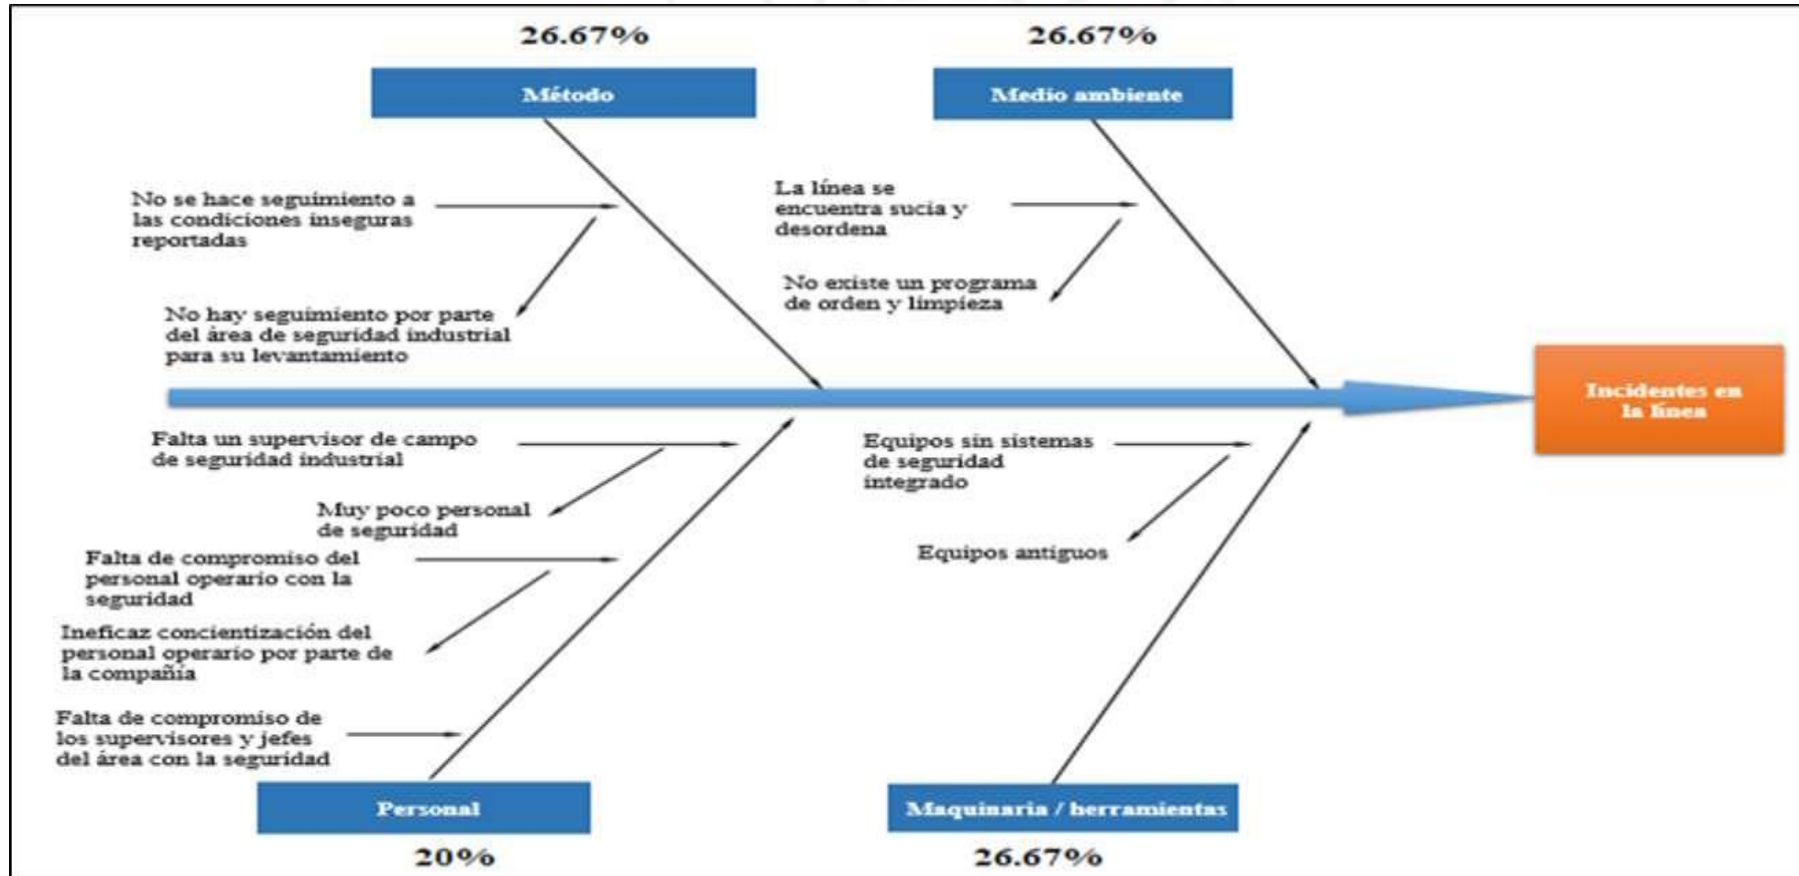 26.67%
26.67%
Método
Medio ambiente
No se hace seguimiento a
las condiciones inseguras
reportadas
La línea se
encuentra sucia y
desordena
No existe un programa
de orden y limpieza
No hay seguimiento por parte
del área de seguridad industrial
para su levantamiento
Incidentes en
la línea
Falta un supervisor de campo
de seguridad industrial
Equipos sin sistemas
de seguridad
integrado
Muy poco personal
de seguridad
Equipos antiguos
Falta de compromiso del
personal operario con la
seguridad
Ineficaz concientización del
personal operario por parte de
la compañía
Falta de compromiso de
los supervisores y jefes
del área con la seguridad
Personal
Maquinaria / herramientas
20%
26.67%